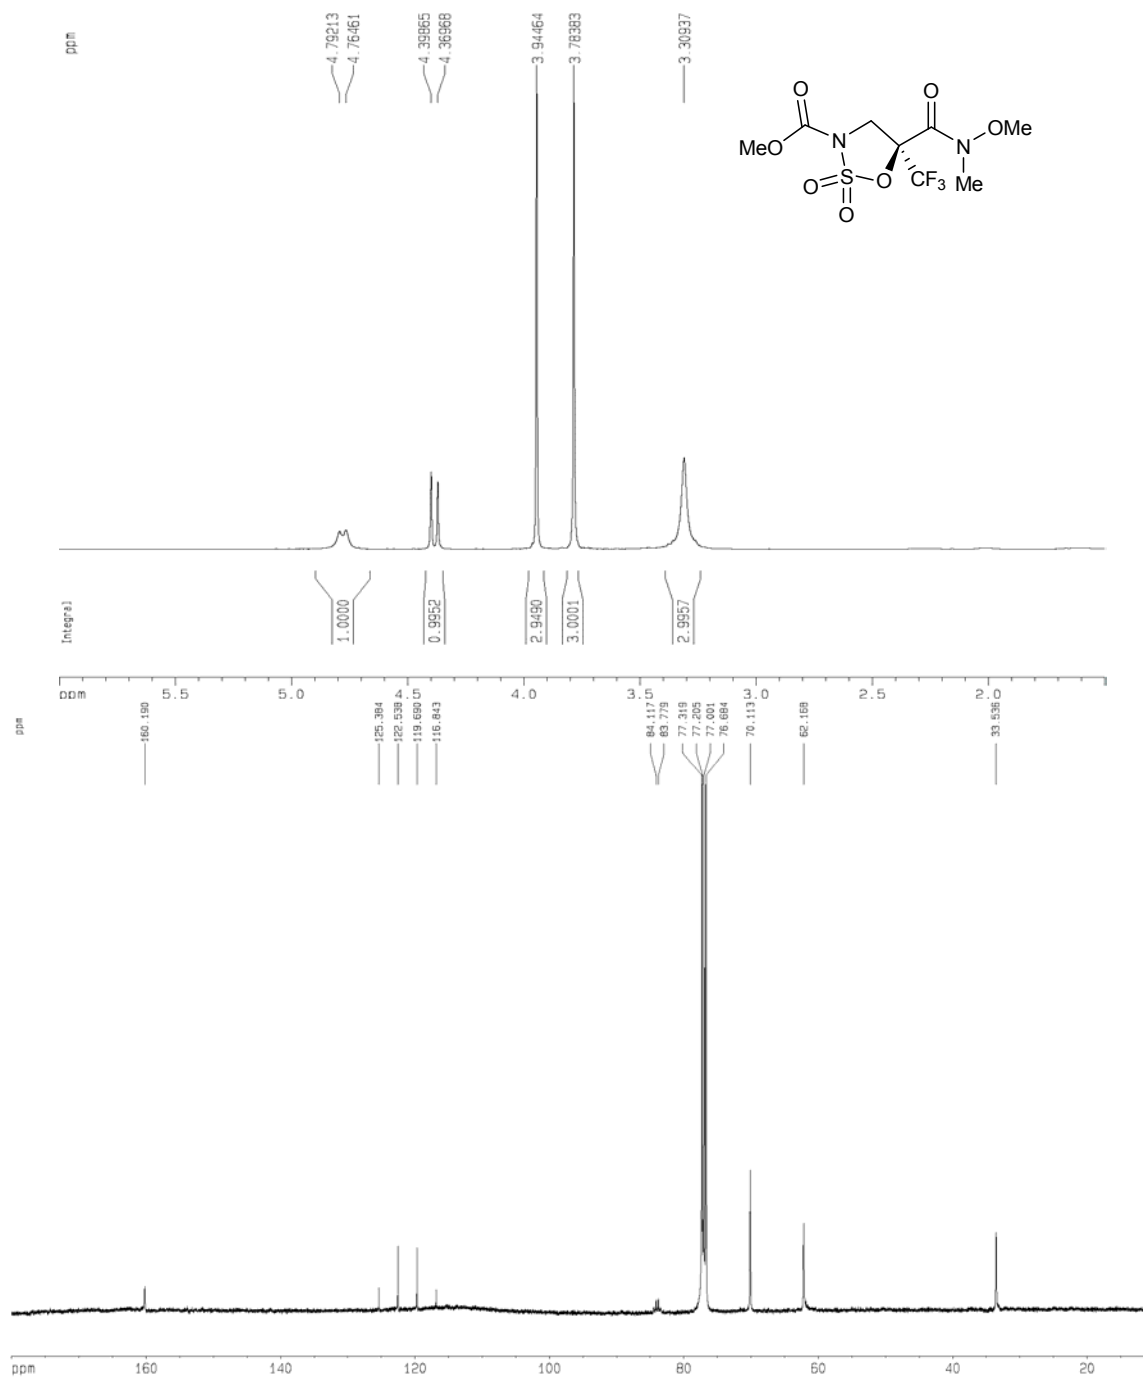 ppm
4.79213
4.76461
4.39865
4.36968
3.94464
3.78383
3.30937
O
O
MeO
N
N
OMe
Me
S
O
O
O
CF3
Integral
1.0000
0.9952
2.9490
3.0001
2.9957
ppm 5.5 5.0 4.5 4.0 3.5 3.0 2.5 2.0
ppm
160.190
125.384
122.538
119.690
116.843
84.117
83.779
77.319
77.205
77.001
76.684
70.113
62.168
33.536
ppm 160 140 120 100 80 60 40 20